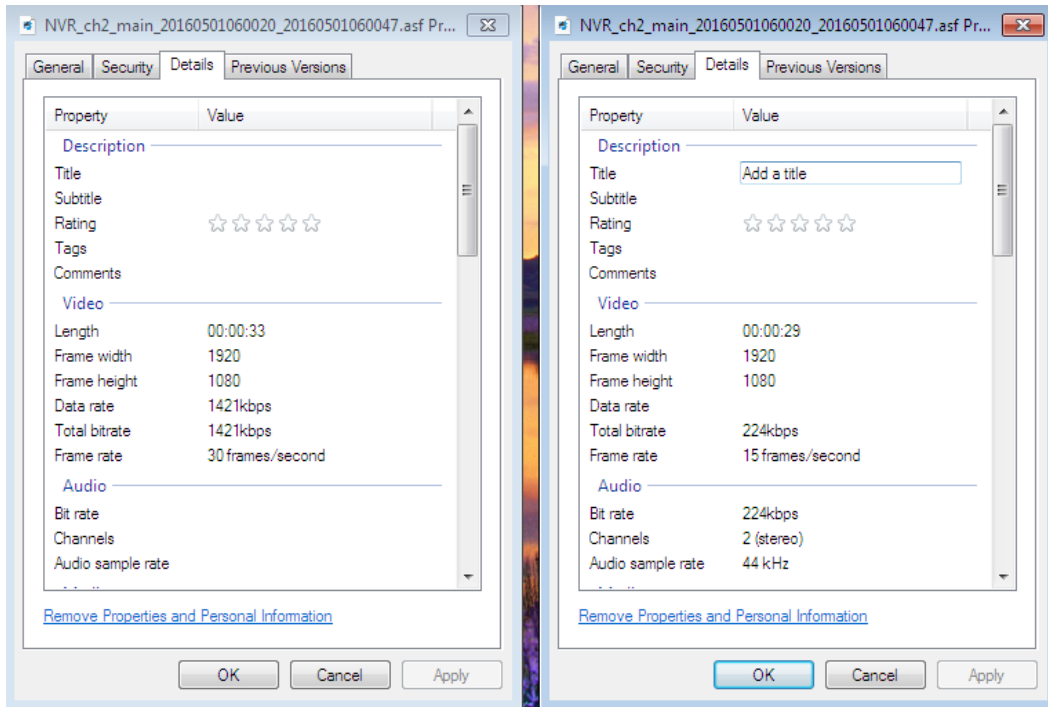 NVR_ch2_main_20160501060020_20160501060047.asf Pr...
General Security Details Previous Versions
Property Value
Description
Title
Subtitle
Rating
Tags
Comments
Video
Length 00:00:33
Frame width 1920
Frame height 1080
Data rate 1421kbps
Total bitrate 1421kbps
Frame rate 30 frames/second
Audio
Bit rate
Channels
Audio sample rate
Remove Properties and Personal Information
OK Cancel Apply
NVR_ch2_main_20160501060020_20160501060047.asf Pr...
General Security Details Previous Versions
Property Value
Description
Title Add a title
Subtitle
Rating
Tags
Comments
Video
Length 00:00:29
Frame width 1920
Frame height 1080
Data rate
Total bitrate 224kbps
Frame rate 15 frames/second
Audio
Bit rate 224kbps
Channels 2 (stereo)
Audio sample rate 44 kHz
Remove Properties and Personal Information
OK Cancel Apply